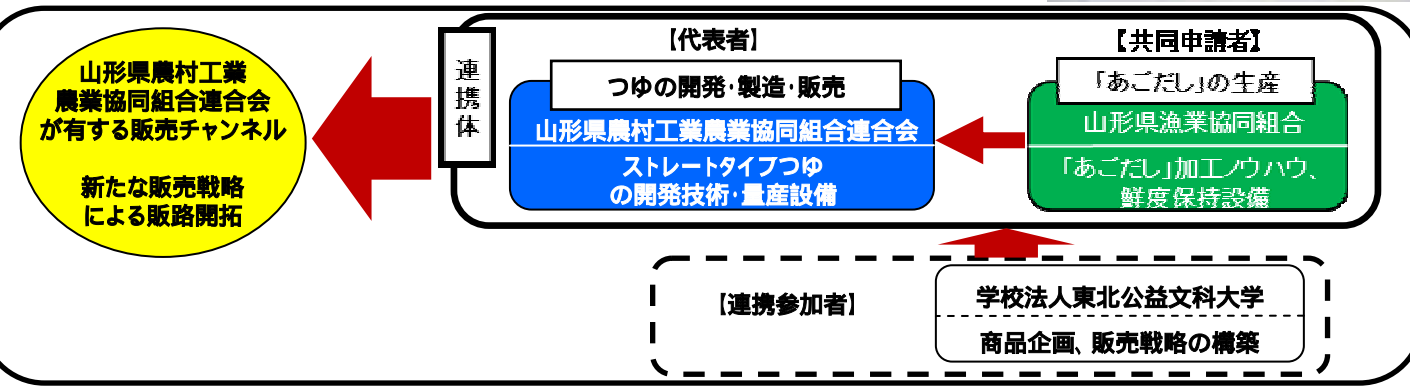 山形県農村工業
農業協同組合連合会
が有する販売チャンネル
新たな販売戦略
による販路開拓
連携体
【代表者】
つゆの開発・製造・販売
山形県農村工業農業協同組合連合会
ストレートタイプつゆ
の開発技術・量産設備
【共同申請者】
「あごだし」の生産
山形県漁業協同組合
「あごだし」加工ノウハウ、
鮮度保持設備
【連携参加者】
学校法人東北公益文科大学
商品企画、販売戦略の構築